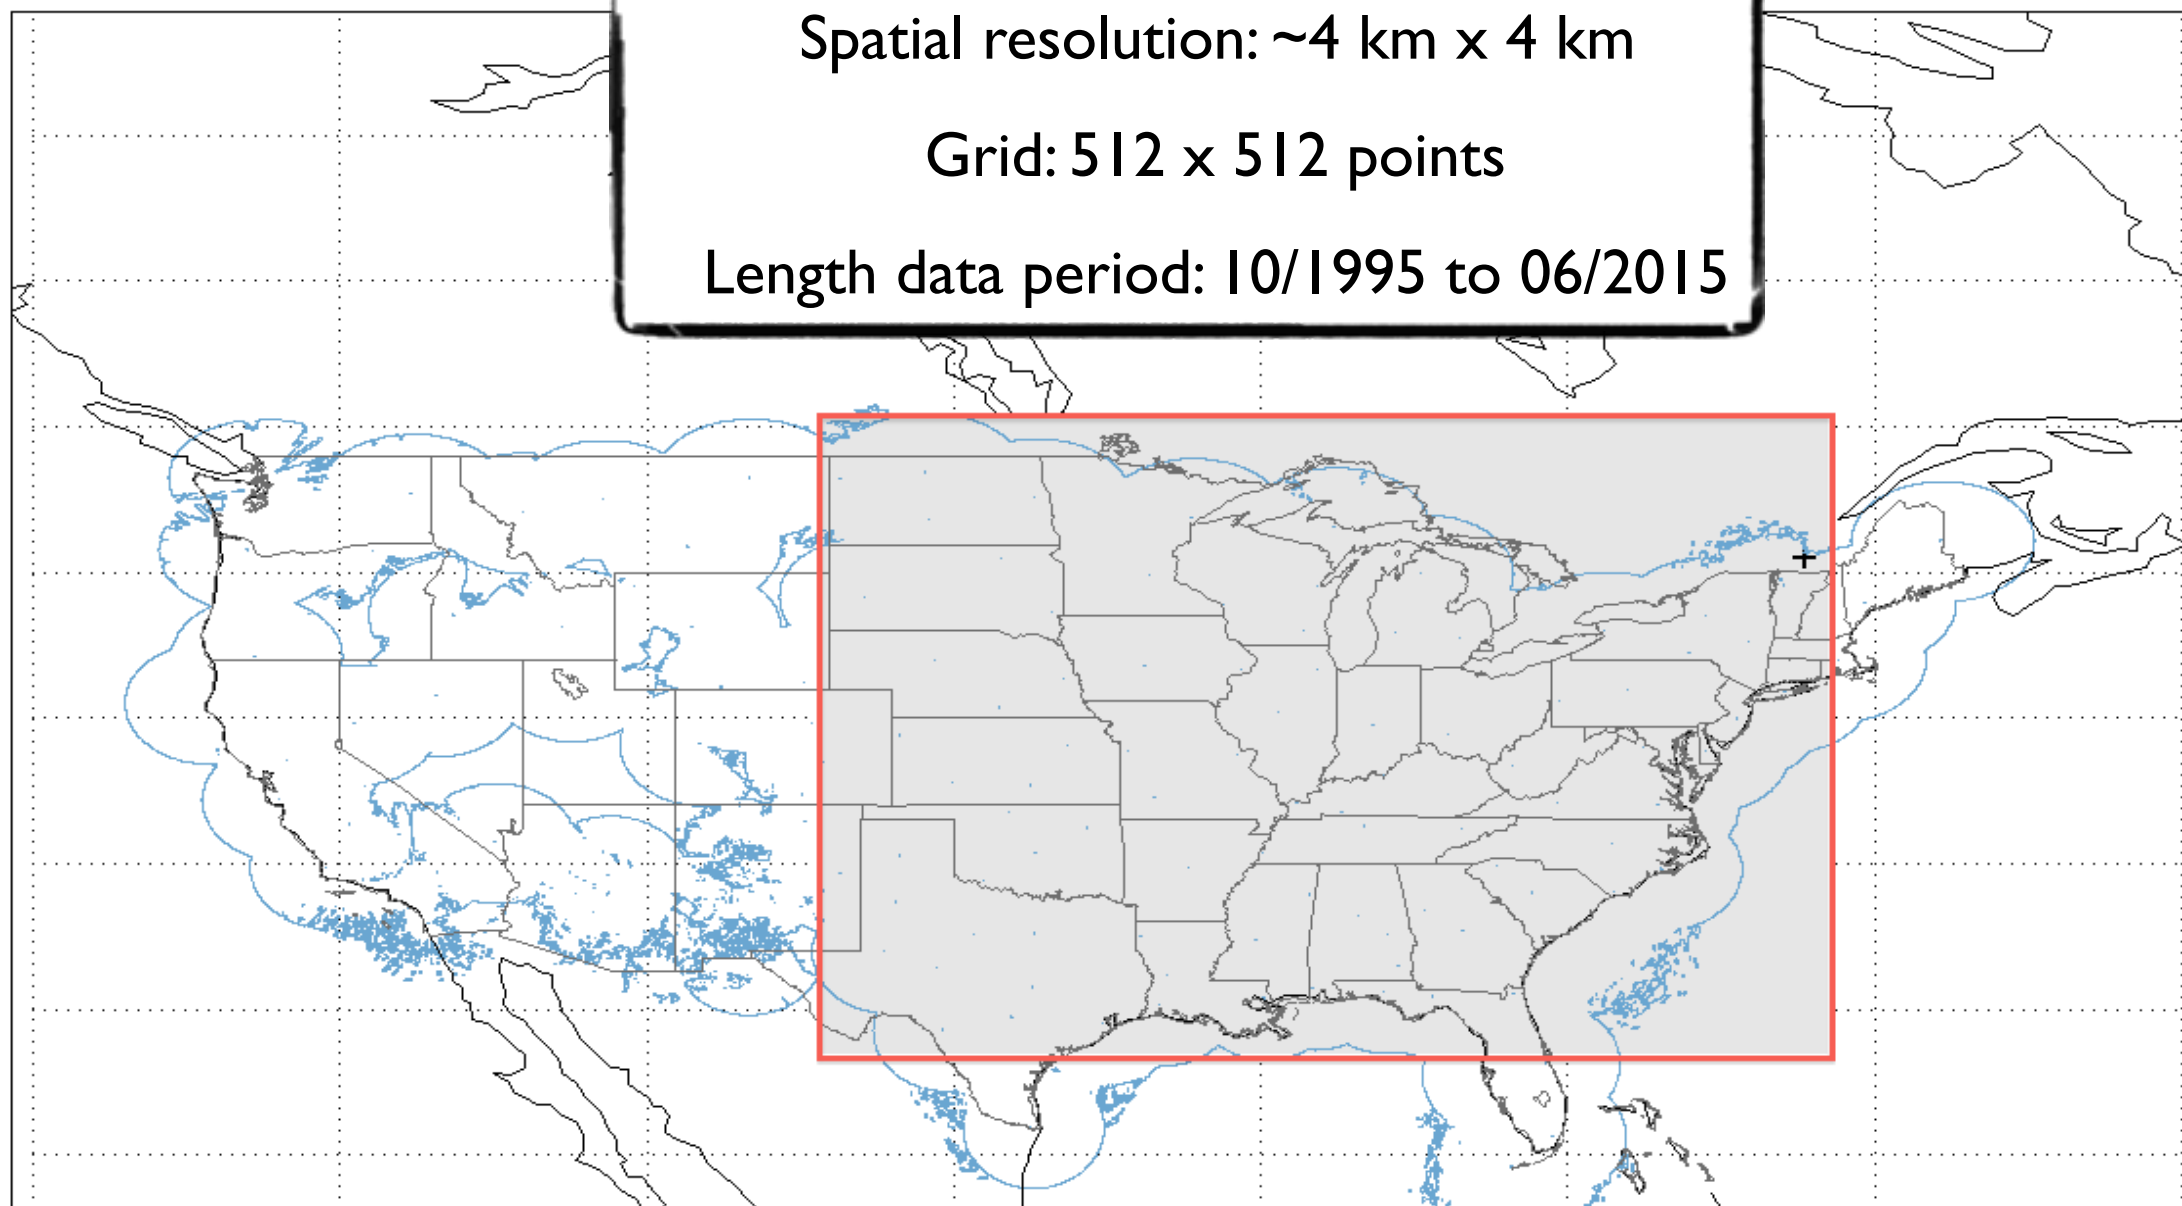 Spatial resolution: ~4 km x 4 km
Grid: 512 x 512 points
Length data period: 10/1995 to 06/2015